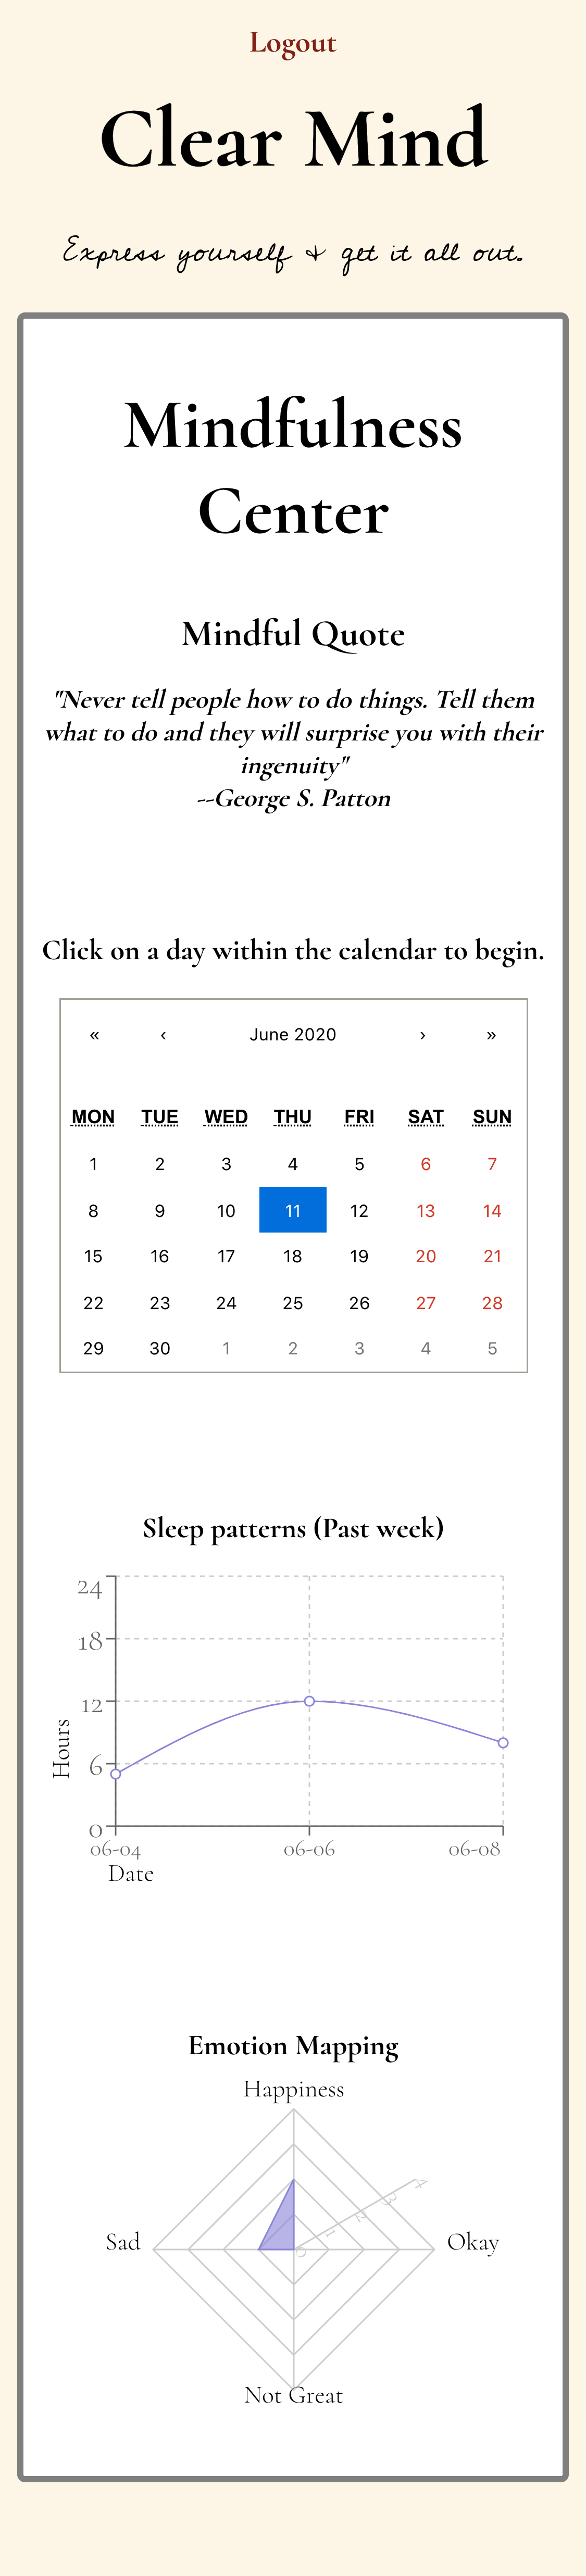 Logout
Clear Mind
Express yourself & get it all out.
Mindfulness
Center
Mindful Quote
"Never tell people how to do things. Tell them
what to do and they will surprise you with their
ingenuity"
--George S. Patton
Click on a day within the calendar to begin.
« ‹ June 2020 › »
MON TUE WED THU FRI SAT SUN
1 2 3 4 5 6 7
8 9 10 11 12 13 14
15 16 17 18 19 20 21
22 23 24 25 26 27 28
29 30 1 2 3 4 5
Sleep patterns (Past week)
24
18
12
Hours
6
0
06-04 06-06 06-08
Date
Emotion Mapping
Happiness
4
3
2
1
0
Sad
Okay
Not Great